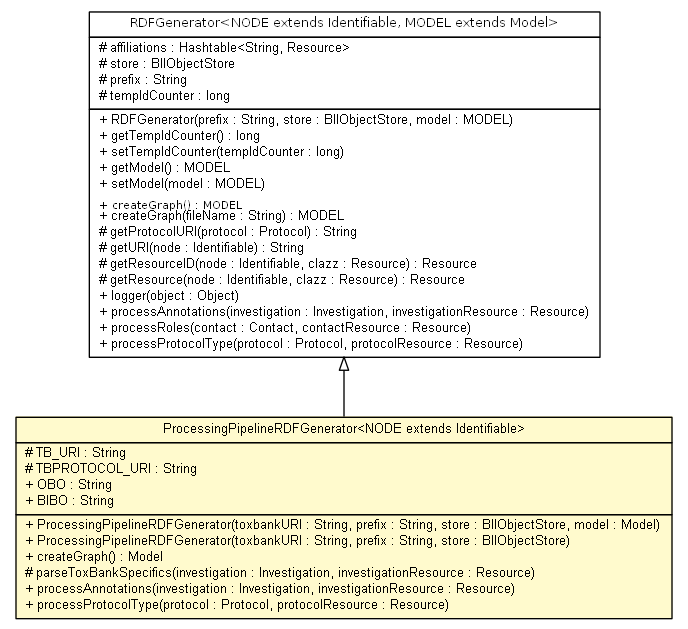 RDFGenerator<NODE extends Identifiable, MODEL extends Model>
# affiliations : Hashtable<String, Resource>
# store : BIIObjectStore
# prefix : String
# tempIdCounter : long
+ RDFGenerator(prefix : String, store : BIIObjectStore, model : MODEL)
+ getTempIdCounter() : long
+ setTempIdCounter(tempIdCounter : long)
+ getModel() : MODEL
+ setModel(model : MODEL)
+ createGraph() : MODEL
+ createGraph(fileName : String) : MODEL
# getProtocolURI(protocol : Protocol) : String
# getURI(node : Identifiable) : String
# getResourceID(node : Identifiable, clazz : Resource) : Resource
# getResource(node : Identifiable, clazz : Resource) : Resource
+ logger(object : Object)
+ processAnnotations(investigation : Investigation, investigationResource : Resource)
+ processRoles(contact : Contact, contactResource : Resource)
+ processProtocolType(protocol : Protocol, protocolResource : Resource)
ProcessingPipelineRDFGenerator<NODE extends Identifiable>
# TB_URI : String
# TBPROTOCOL_URI : String
+ OBO : String
+ BIBO : String
+ ProcessingPipelineRDFGenerator(toxbankURI : String, prefix : String, store : BIIObjectStore, model : Model)
+ ProcessingPipelineRDFGenerator(toxbankURI : String, prefix : String, store : BIIObjectStore)
+ createGraph() : Model
# parseToxBankSpecifics(investigation : Investigation, investigationResource : Resource)
+ processAnnotations(investigation : Investigation, investigationResource : Resource)
+ processProtocolType(protocol : Protocol, protocolResource : Resource)